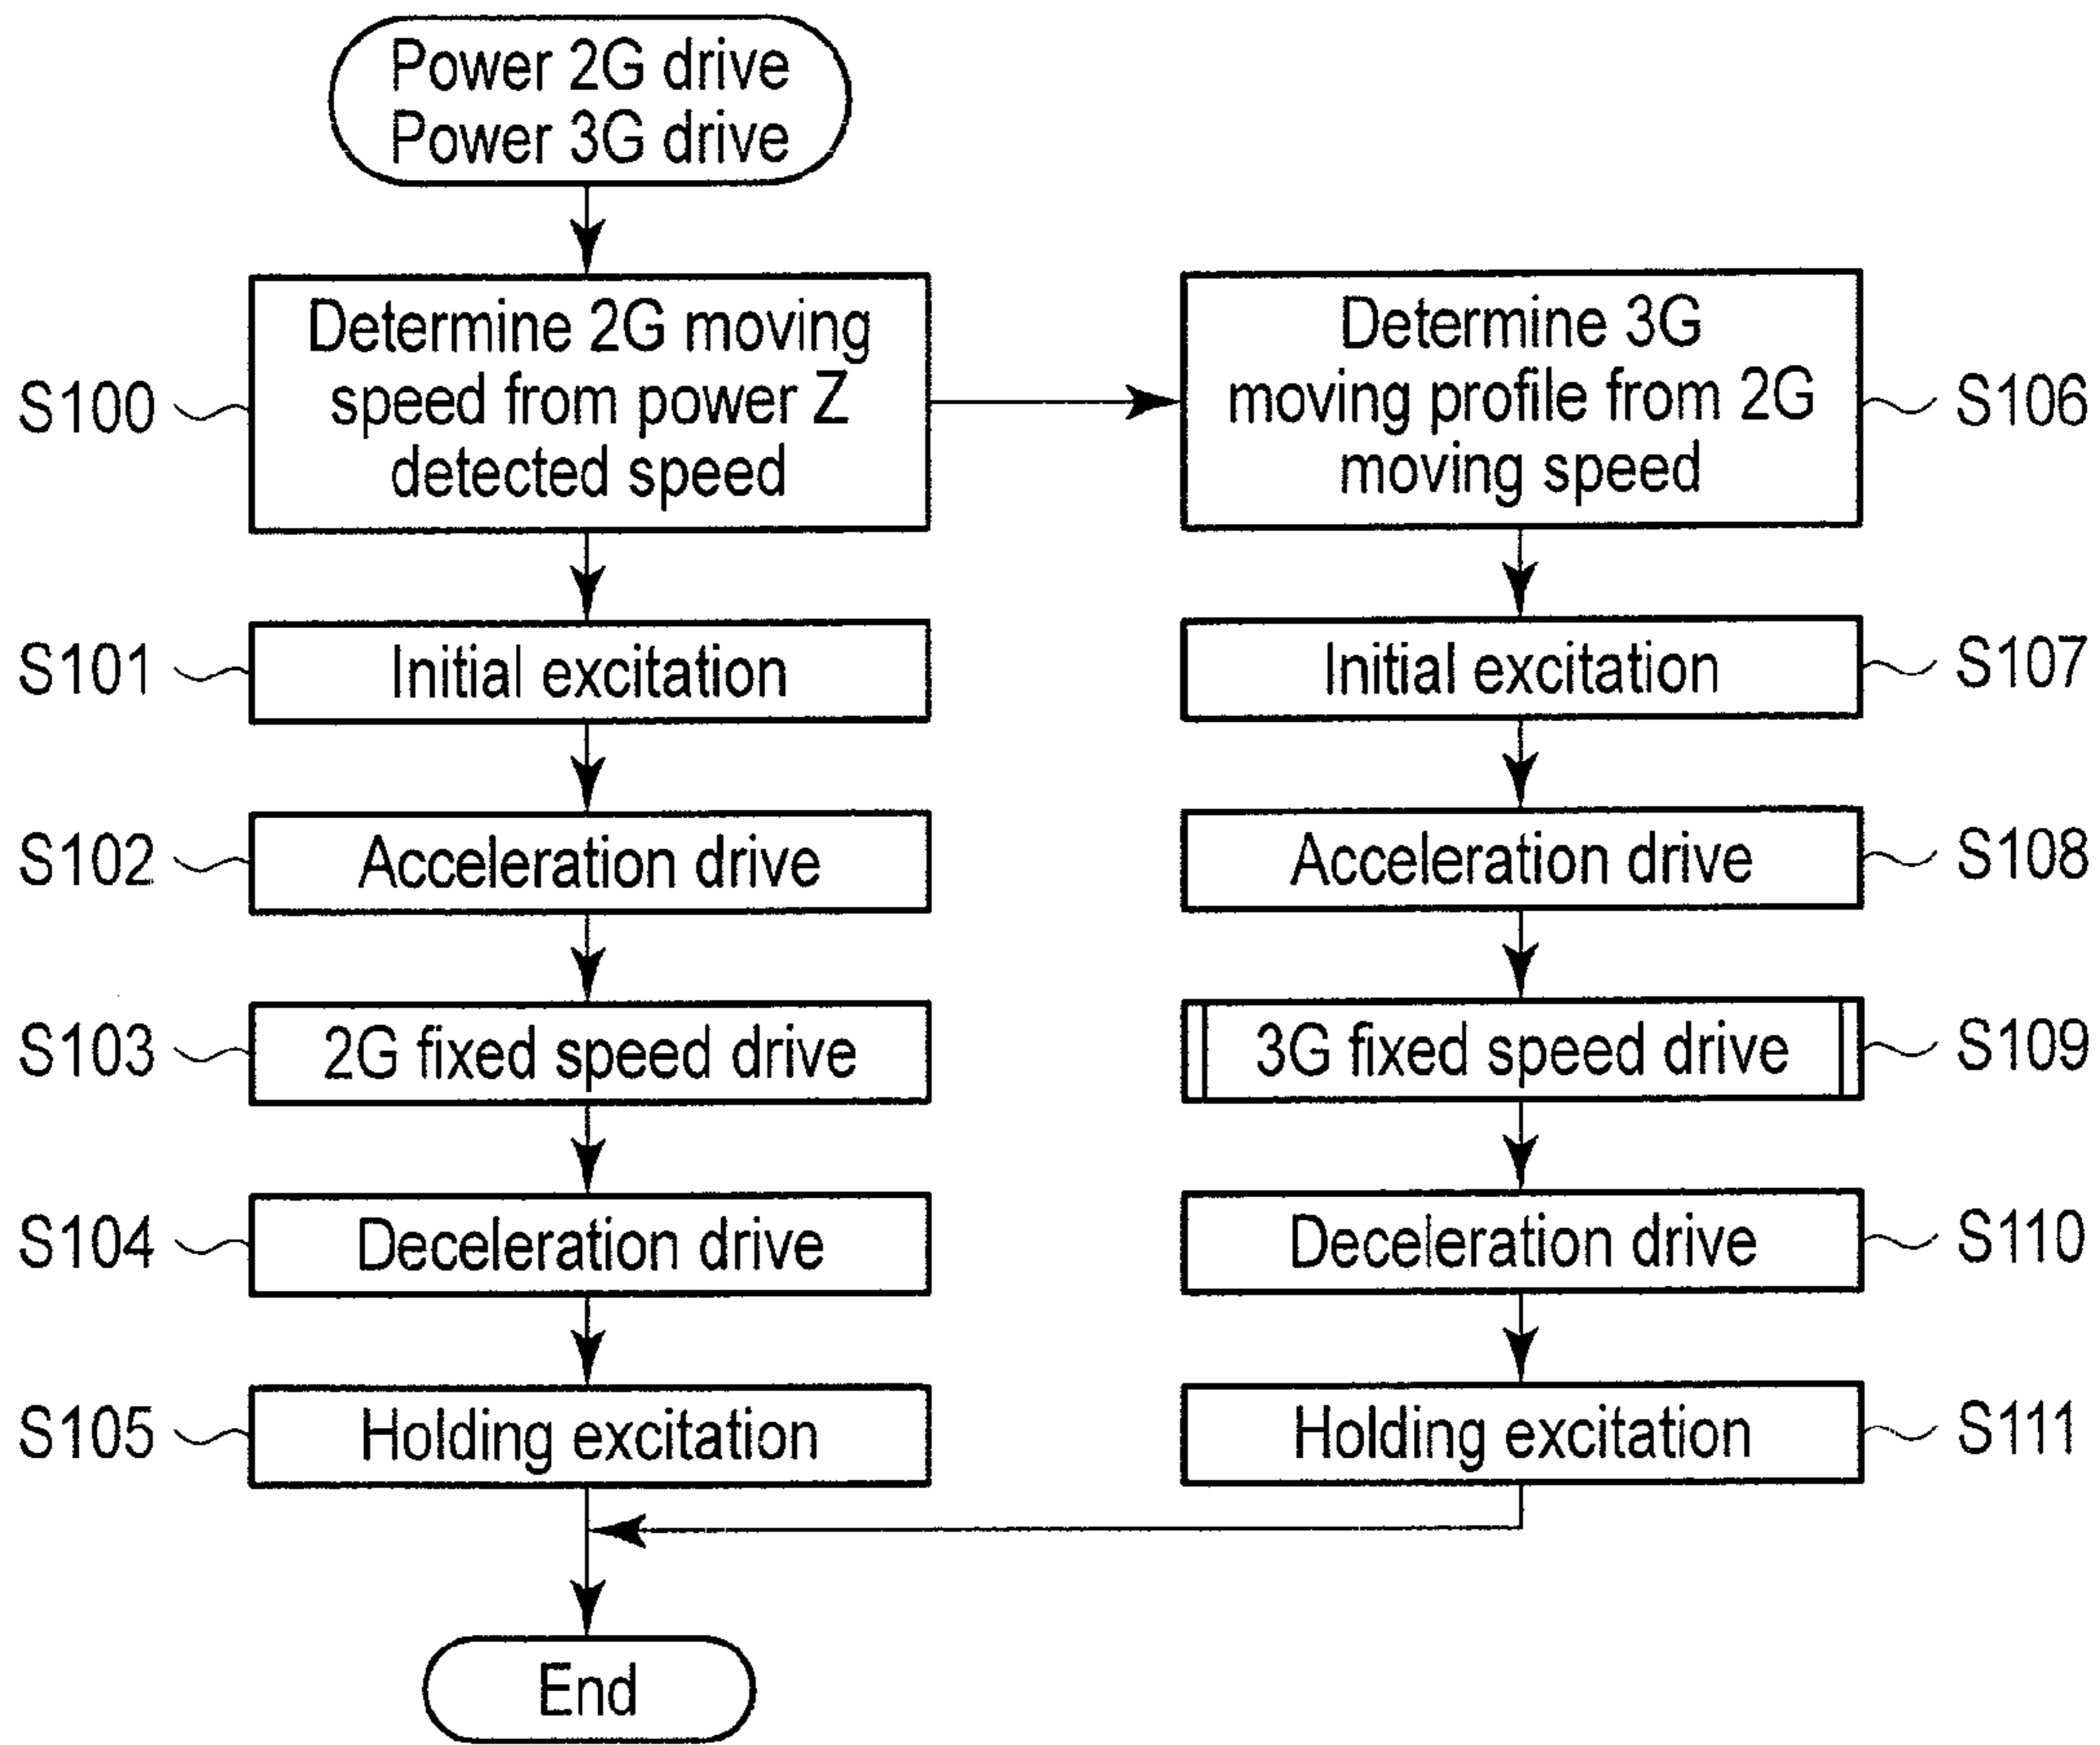 Power 2G drive
Power 3G drive
S100
Determine 2G moving
speed from power Z
detected speed
Determine 3G
moving profile from 2G
moving speed
S106
S101
Initial excitation
Initial excitation
S107
S102
Acceleration drive
Acceleration drive
S108
S103
2G fixed speed drive
3G fixed speed drive
S109
S104
Deceleration drive
Deceleration drive
S110
S105
Holding excitation
Holding excitation
S111
End